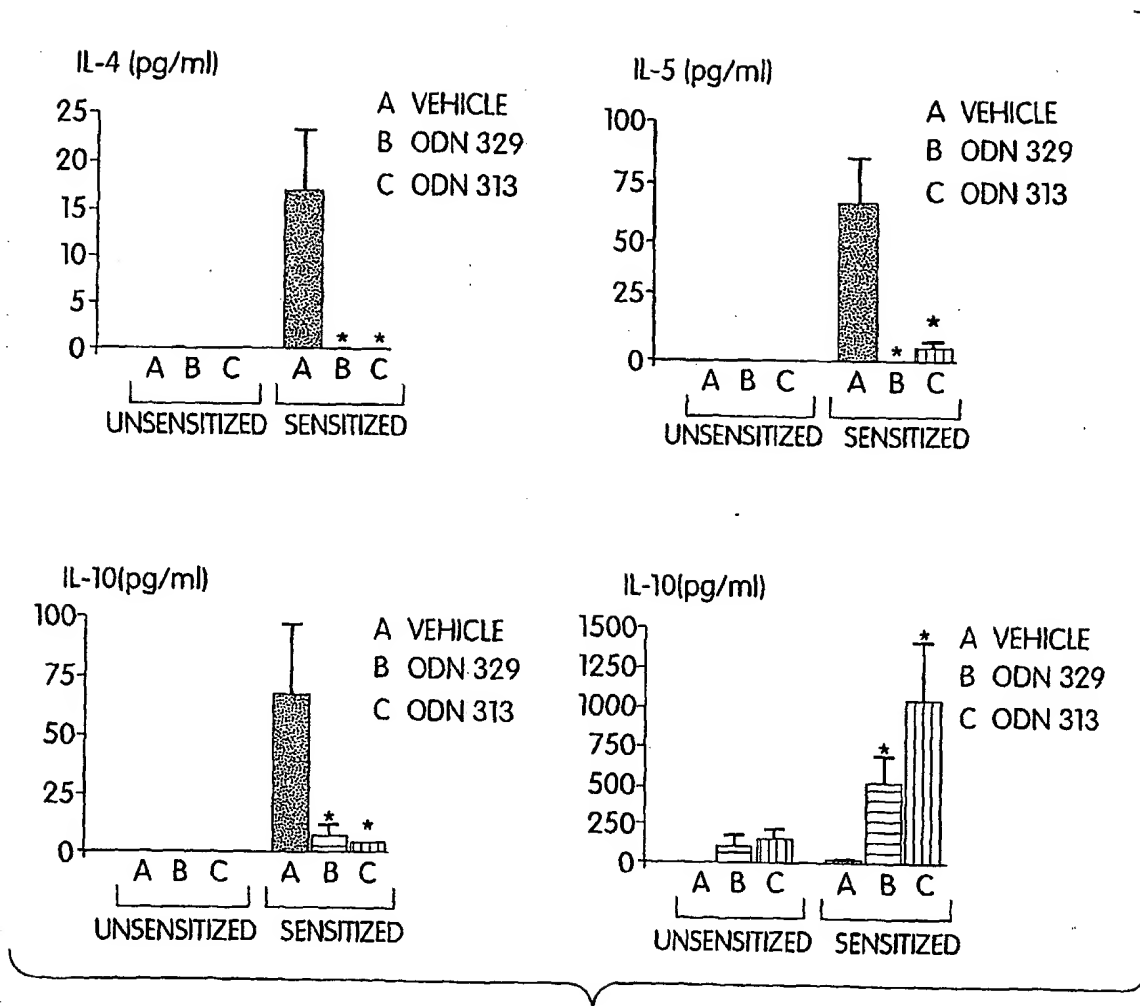 IL-4 (pg/ml)
25
20
15
10
5
0
A VEHICLE
B ODN 329
C ODN 313
* *
A B C A B C
UNSENSITIZED SENSITIZED
IL-5 (pg/ml)
100
75
50
25
0
A VEHICLE
B ODN 329
C ODN 313
* *
A B C A B C
UNSENSITIZED SENSITIZED
IL-10(pg/ml)
100
75
50
25
0
A VEHICLE
B ODN 329
C ODN 313
* *
A B C A B C
UNSENSITIZED SENSITIZED
IL-10(pg/ml)
1500
1250
1000
750
500
250
0
A VEHICLE
B ODN 329
C ODN 313
* *
A B C A B C
UNSENSITIZED SENSITIZED